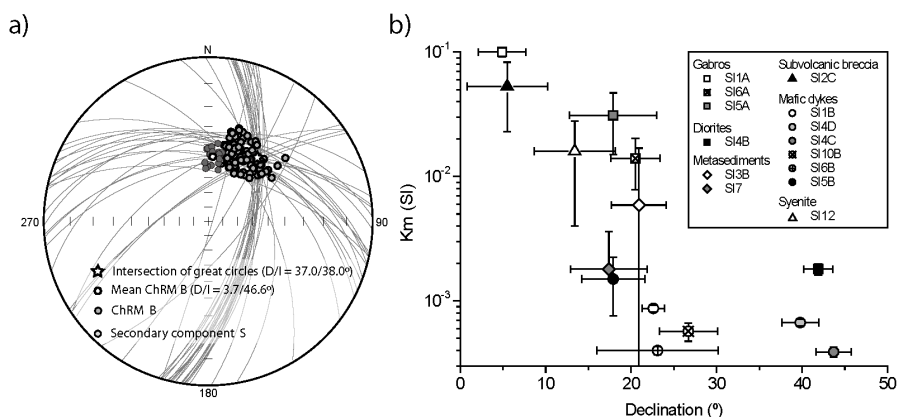 a)
N
270
90
180
Intersection of great circles (D/I = 37.0/38.0º)
Mean ChRM B (D/I = 3.7/46.6º)
ChRM B
Secondary component S
b)
Km (SI)
10-1
10-2
10-3
0 10 20 30 40 50
Declination (º)
Gabros
SI1A
SI6A
SI5A
Diorites
SI4B
Metasediments
SI3B
SI7
Subvolcanic breccia
SI2C
Mafic dykes
SI1B
SI4D
SI4C
SI10B
SI6B
SI5B
Syenite
SI12